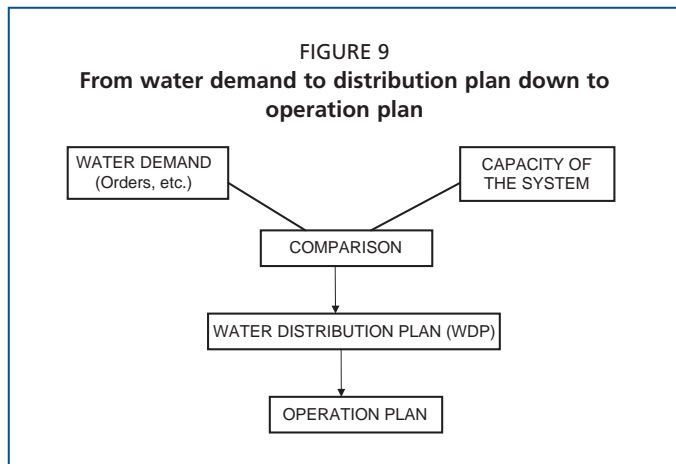 FIGURE 9
From water demand to distribution plan down to
operation plan
WATER DEMAND
(Orders, etc.)
CAPACITY OF
THE SYSTEM
COMPARISON
WATER DISTRIBUTION PLAN (WDP)
OPERATION PLAN